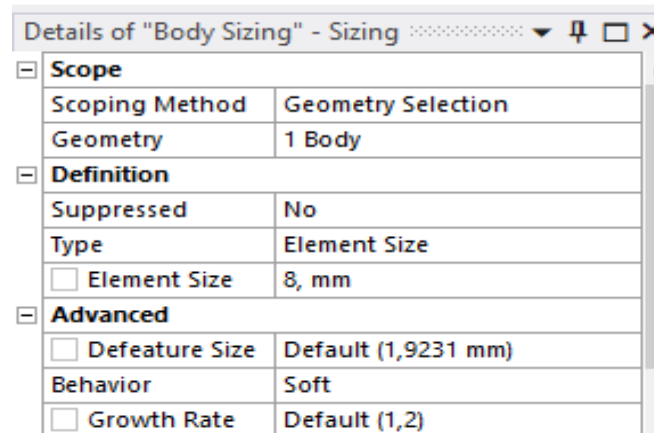 Details of "Body Sizing" - Sizing
Scope
Scoping Method Geometry Selection
Geometry 1 Body
Definition
Suppressed No
Type Element Size
Element Size 8, mm
Advanced
Defeature Size Default (1,9231 mm)
Behavior Soft
Growth Rate Default (1,2)